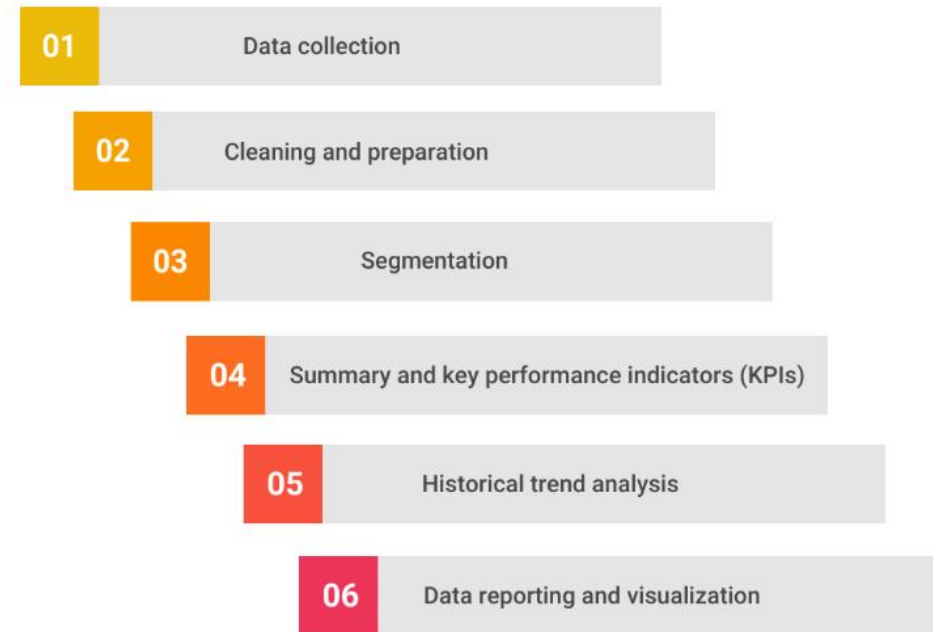 01 Data collection
02 Cleaning and preparation
03 Segmentation
04 Summary and key performance indicators (KPIs)
05 Historical trend analysis
06 Data reporting and visualization